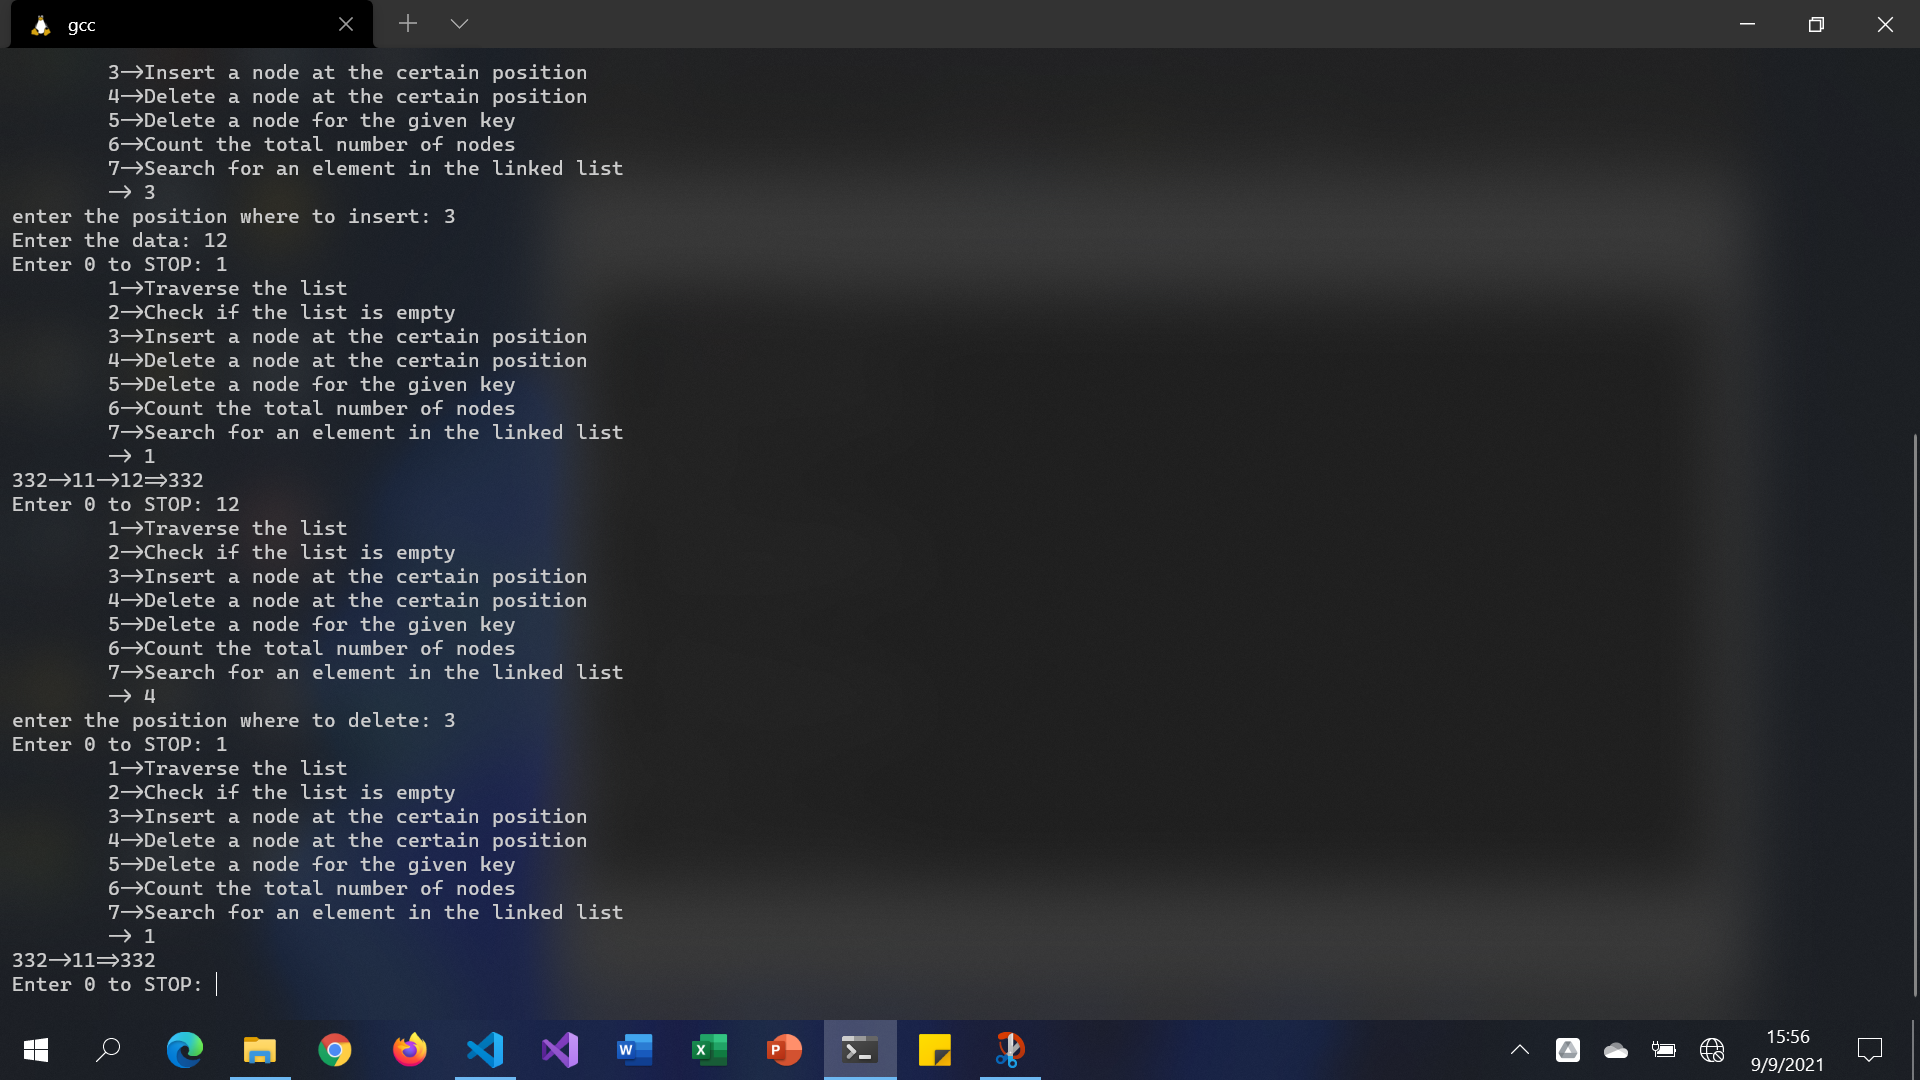 gcc
3->Insert a node at the certain position
4->Delete a node at the certain position
5->Delete a node for the given key
6->Count the total number of nodes
7->Search for an element in the linked list
-> 3
enter the position where to insert: 3
Enter the data: 12
Enter 0 to STOP: 1
1->Traverse the list
2->Check if the list is empty
3->Insert a node at the certain position
4->Delete a node at the certain position
5->Delete a node for the given key
6->Count the total number of nodes
7->Search for an element in the linked list
-> 1
332->11->12=>332
Enter 0 to STOP: 12
1->Traverse the list
2->Check if the list is empty
3->Insert a node at the certain position
4->Delete a node at the certain position
5->Delete a node for the given key
6->Count the total number of nodes
7->Search for an element in the linked list
-> 4
enter the position where to delete: 3
Enter 0 to STOP: 1
1->Traverse the list
2->Check if the list is empty
3->Insert a node at the certain position
4->Delete a node at the certain position
5->Delete a node for the given key
6->Count the total number of nodes
7->Search for an element in the linked list
-> 1
332->11=>332
Enter 0 to STOP:
W
X
P
15:56
9/9/2021